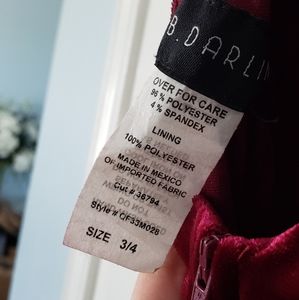 B. DARLIN
OVER FOR CARE
96 % POLYESTER
4 % SPANDEX
LINING
100% POLYESTER
MADE IN MEXICO
OF IMPORTED FABRIC
Cut # 38794
Style # CF33M028
SIZE 3/4